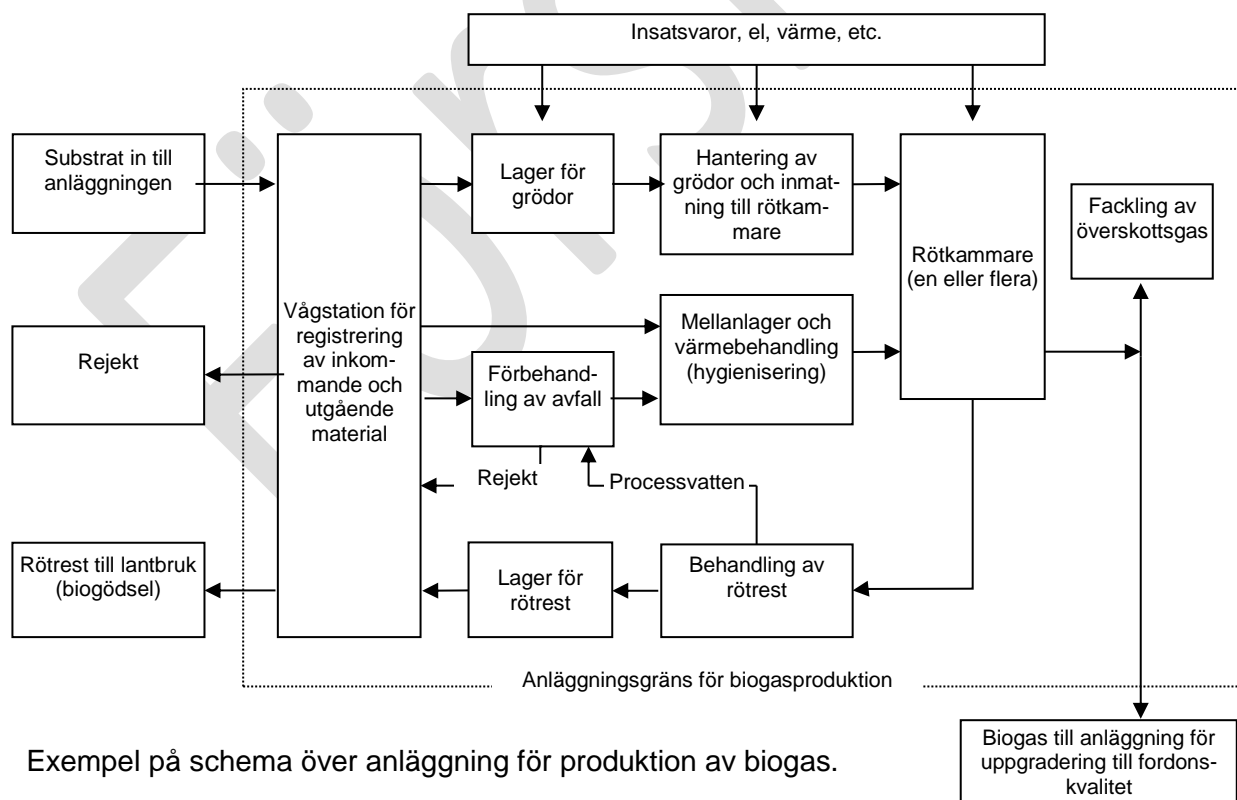 Insatsvaror, el, värme, etc.
Substrat in till
anläggningen
Vågstation för
registrering
av inkom-
mande och
utgående
material
Lager för
grödor
Hantering av
grödor och inmat-
ning till rötkam-
mare
Rötkammare
(en eller flera)
Fackling av
överskottsgas
Rejekt
Förbehand-
ling av avfall
Mellanlager och
värmebehandling
(hygienisering)
Rejekt
Processvatten
Rötrest till lantbruk
(biogödsel)
Lager för
rötrest
Behandling av
rötrest
Anläggningsgräns för biogasproduktion
Biogas till anläggning för
uppgradering till fordons-
kvalitet
Exempel på schema över anläggning för produktion av biogas.